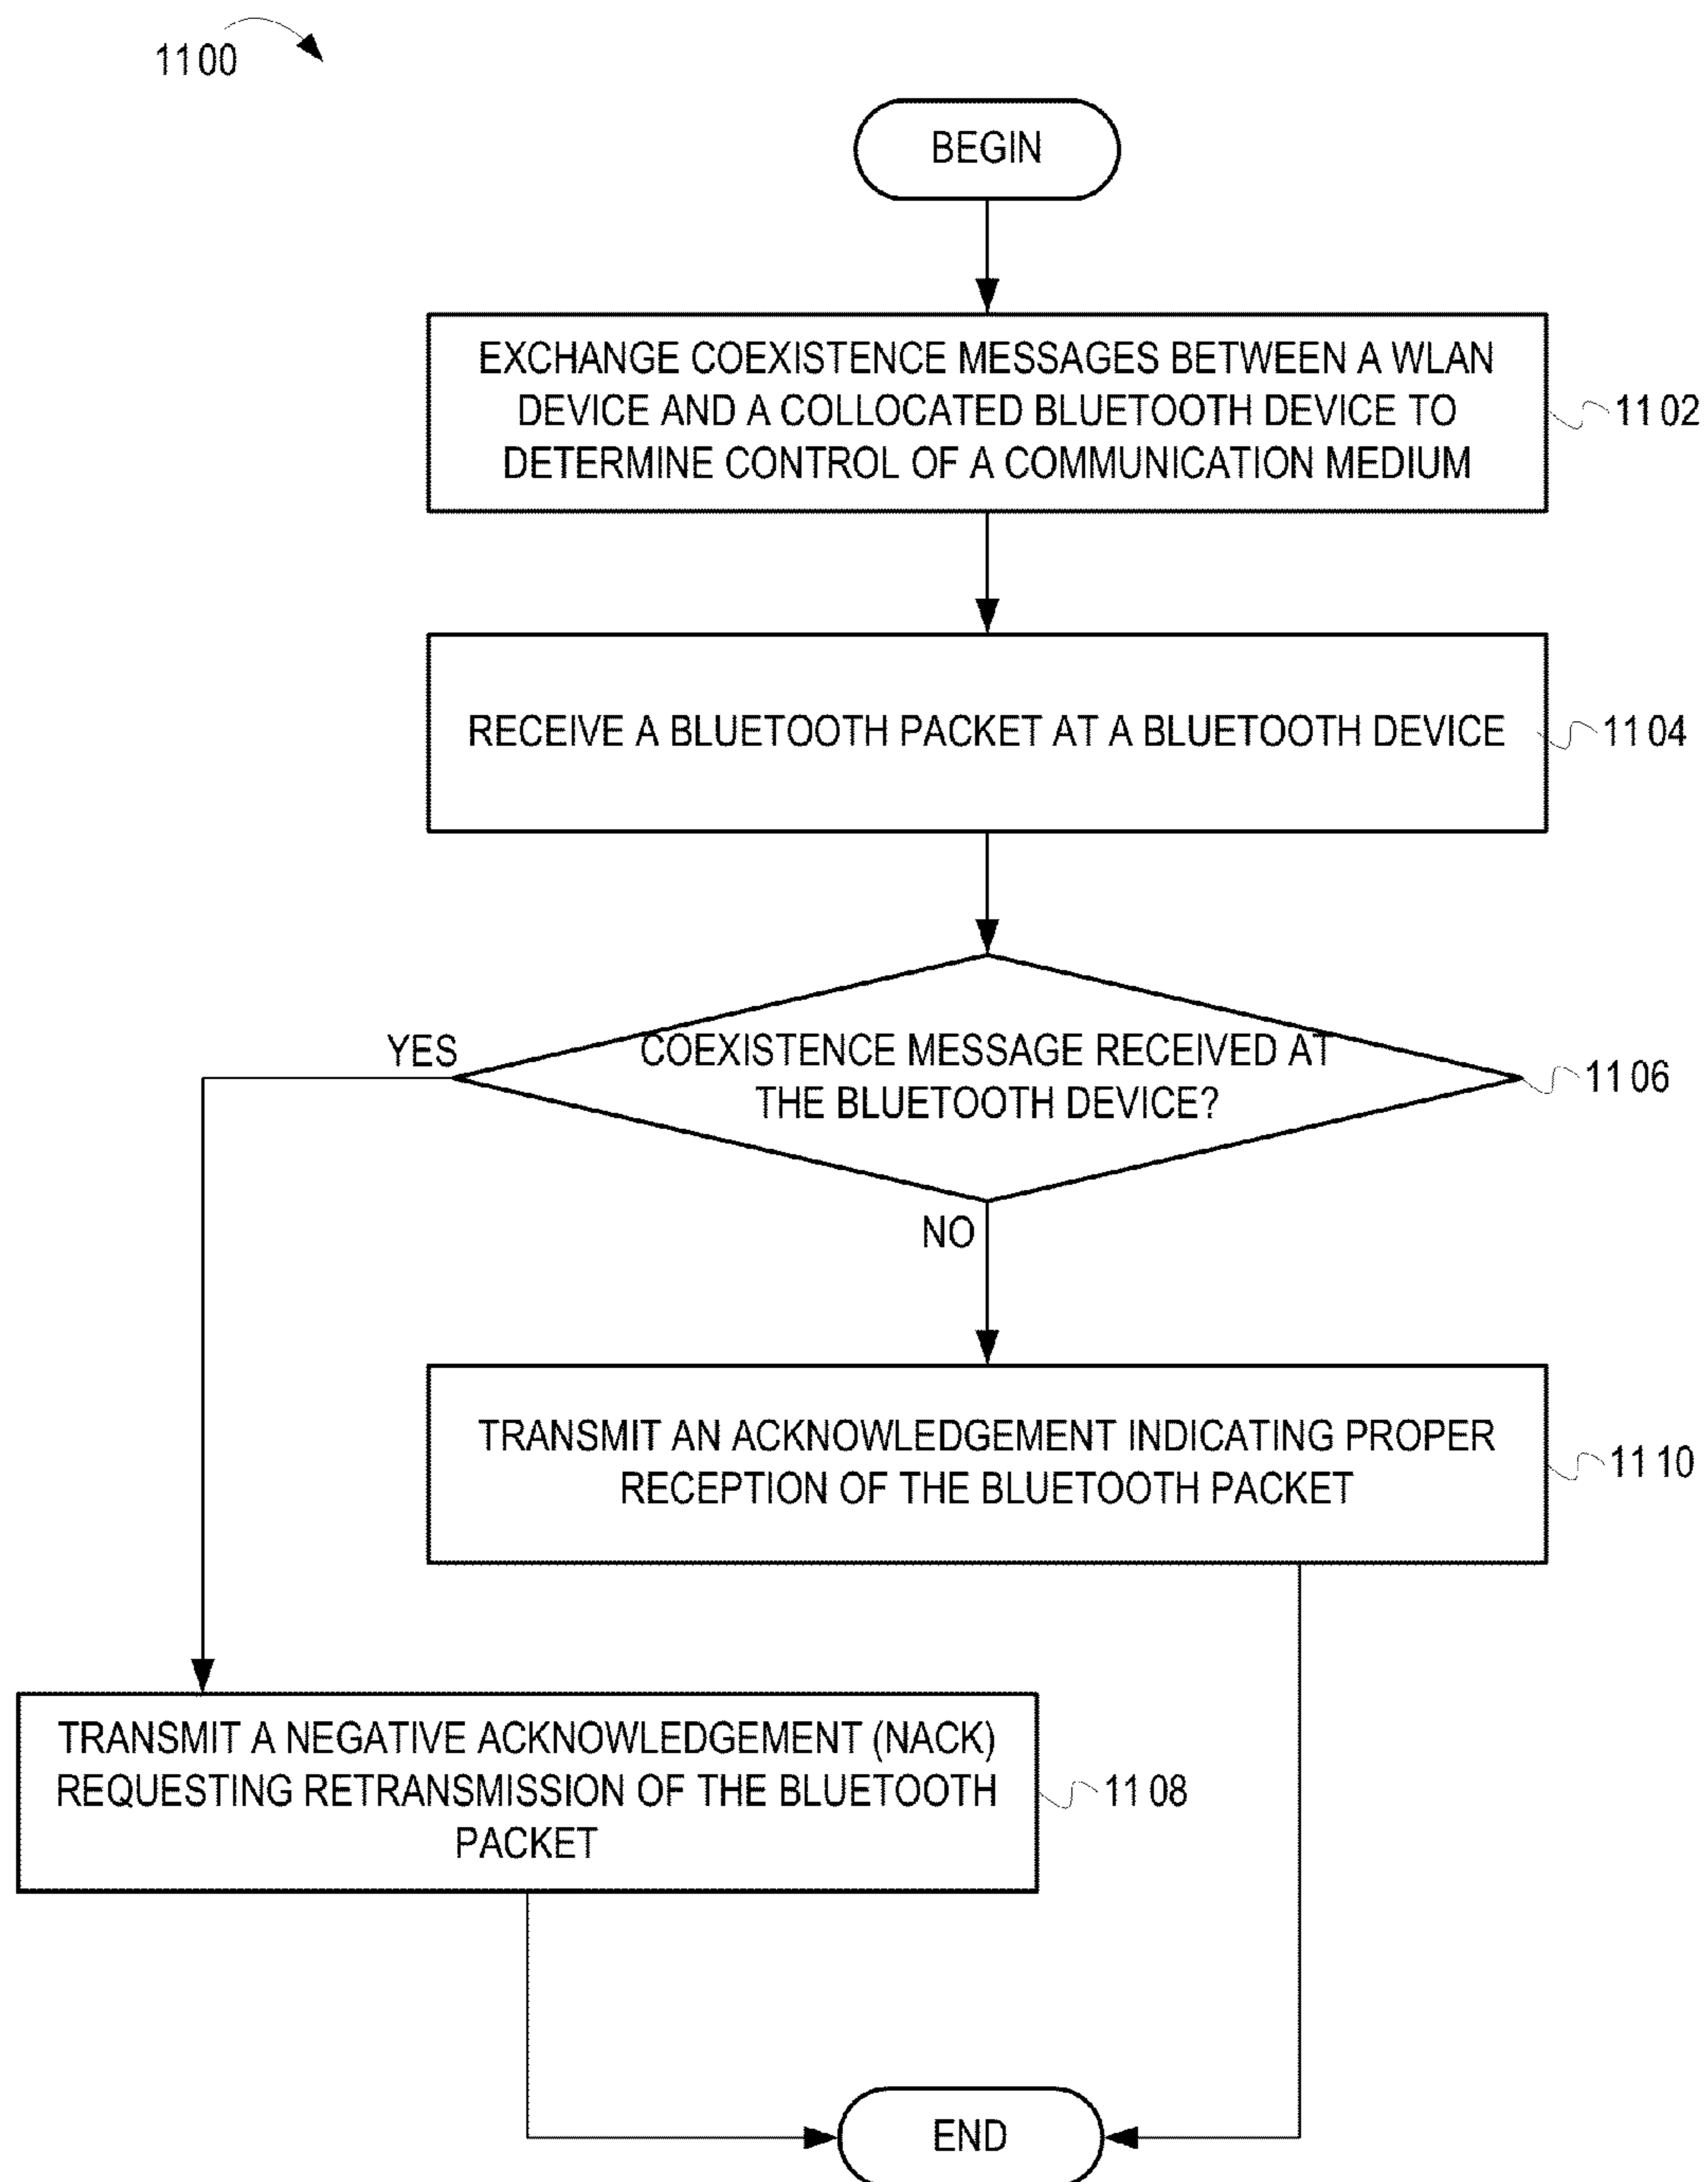 1100
BEGIN
EXCHANGE COEXISTENCE MESSAGES BETWEEN A WLAN
DEVICE AND A COLLOCATED BLUETOOTH DEVICE TO
DETERMINE CONTROL OF A COMMUNICATION MEDIUM
1102
RECEIVE A BLUETOOTH PACKET AT A BLUETOOTH DEVICE
1104
YES
COEXISTENCE MESSAGE RECEIVED AT
THE BLUETOOTH DEVICE?
1106
NO
TRANSMIT AN ACKNOWLEDGEMENT INDICATING PROPER
RECEPTION OF THE BLUETOOTH PACKET
1110
TRANSMIT A NEGATIVE ACKNOWLEDGEMENT (NACK)
REQUESTING RETRANSMISSION OF THE BLUETOOTH
PACKET
1108
END